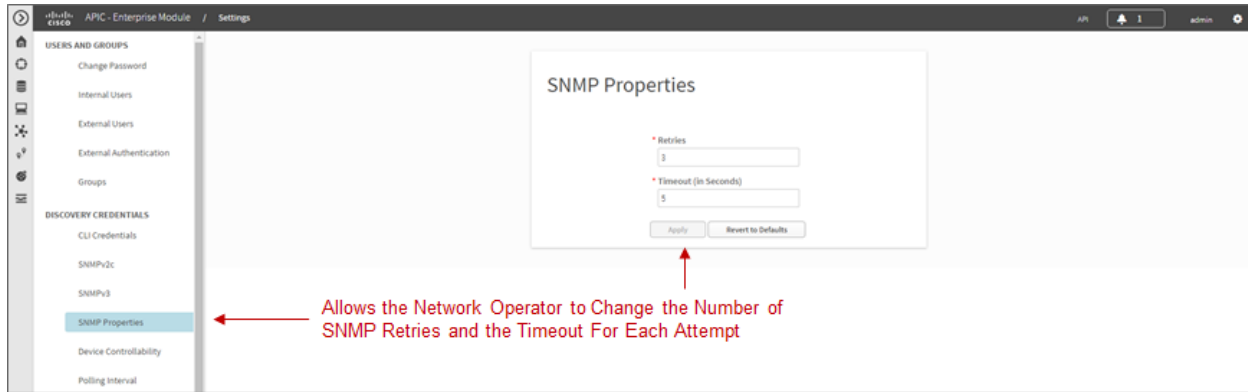 CISCO APIC - Enterprise Module / Settings
API 1 admin
USERS AND GROUPS
Change Password
Internal Users
External Users
External Authentication
Groups
DISCOVERY CREDENTIALS
CLI Credentials
SNMPv2c
SNMPv3
SNMP Properties
Device Controllability
Polling Interval
SNMP Properties
* Retries
3
* Timeout (in Seconds)
5
Apply Revert to Defaults
Allows the Network Operator to Change the Number of
SNMP Retries and the Timeout For Each Attempt